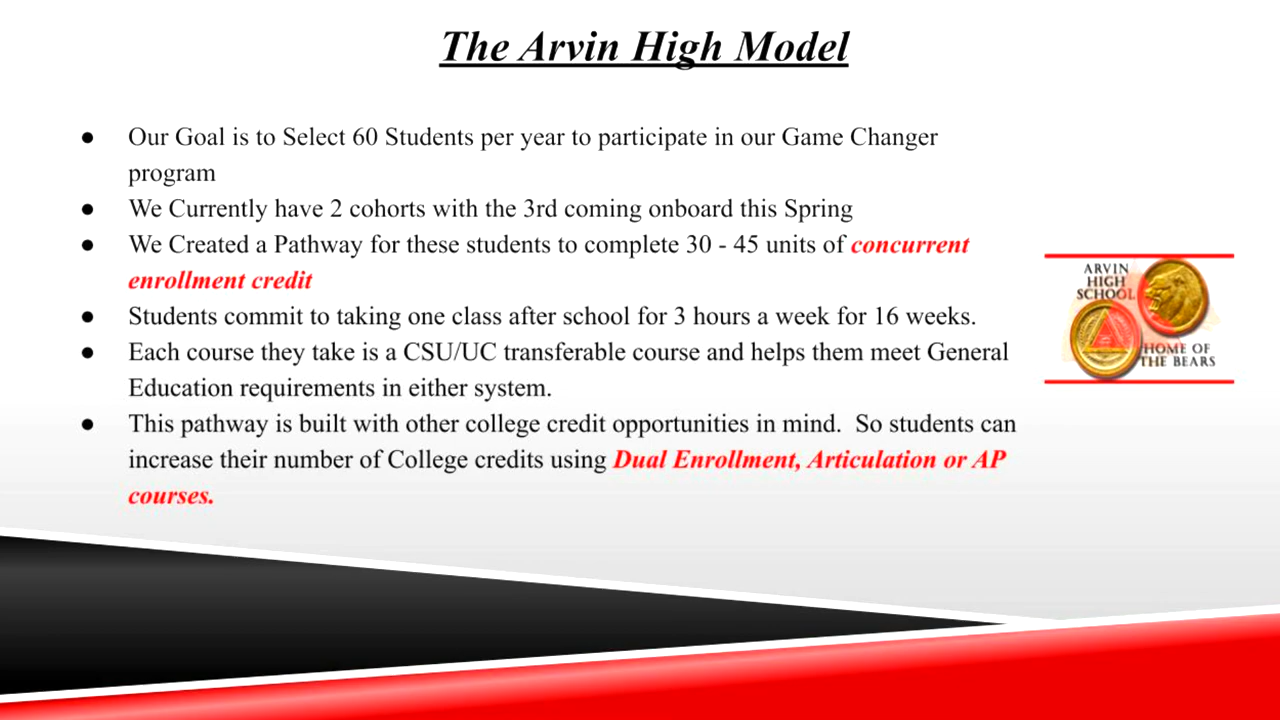 The Arvin High Model
● Our Goal is to Select 60 Students per year to participate in our Game Changer
program
● We Currently have 2 cohorts with the 3rd coming onboard this Spring
● We Created a Pathway for these students to complete 30 - 45 units of concurrent
enrollment credit
● Students commit to taking one class after school for 3 hours a week for 16 weeks.
● Each course they take is a CSU/UC transferable course and helps them meet General
Education requirements in either system.
● This pathway is built with other college credit opportunities in mind.  So students can
increase their number of College credits using Dual Enrollment, Articulation or AP
courses.
ARVIN
HIGH
SCHOOL
HOME OF
THE BEARS